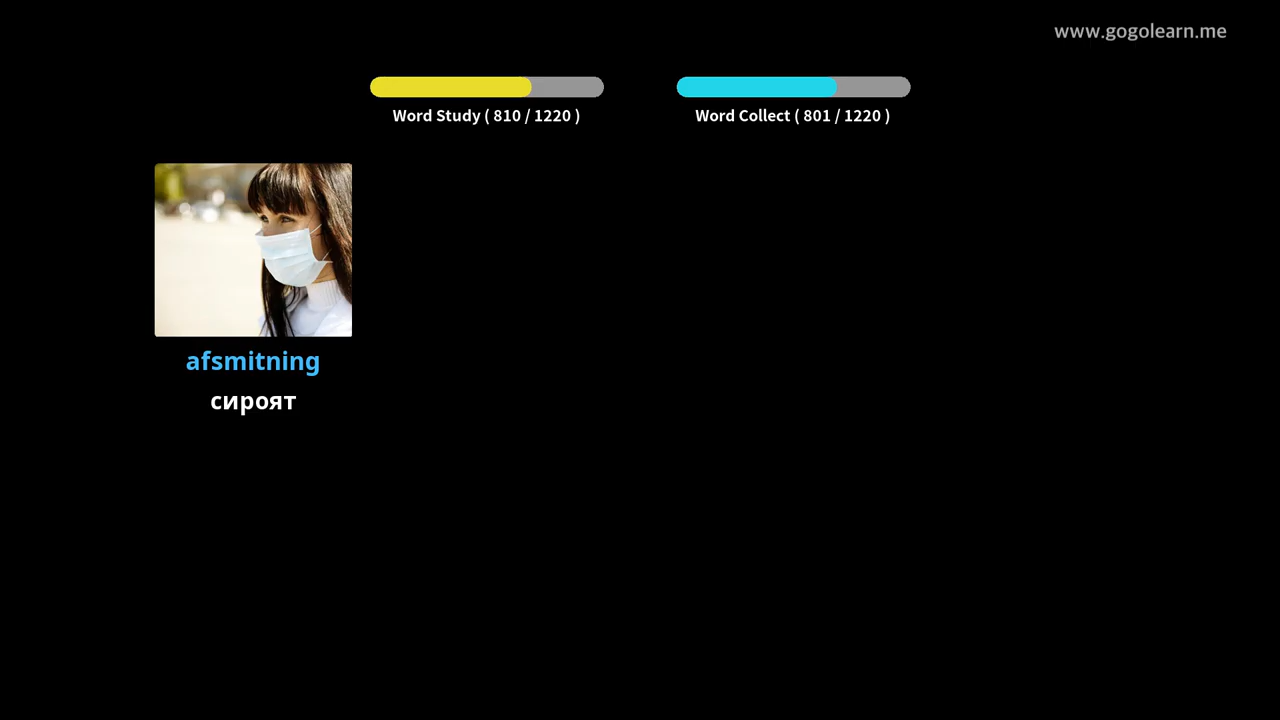 www.gogolearn.me
Word Study ( 810 / 1220 )
Word Collect ( 801 / 1220 )
afsmitning
сироят